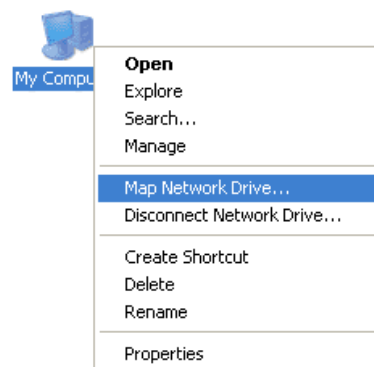 My Compu
Open
Explore
Search...
Manage
Map Network Drive...
Disconnect Network Drive...
Create Shortcut
Delete
Rename
Properties